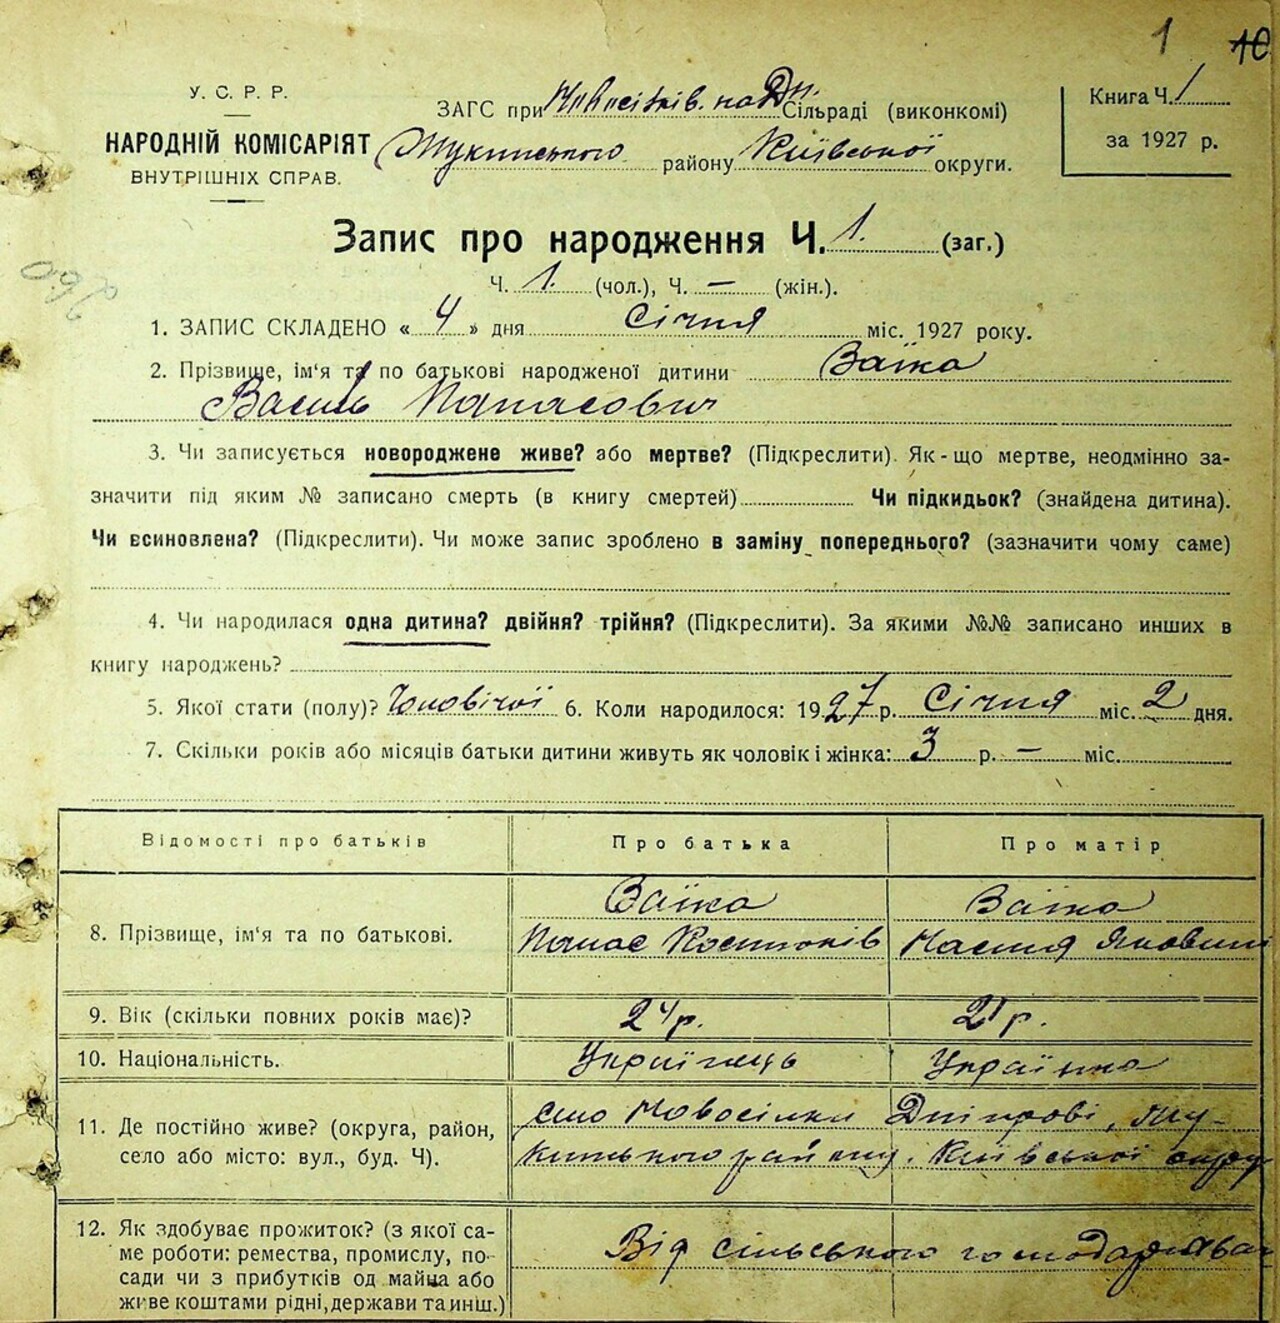 1 10
У. С. Р. Р.
НАРОДНІЙ КОМІСАРІЯТ
ВНУТРІШНІХ СПРАВ.
ЗАГС при Новосілків. на Дн. Сільраді (виконкомі)
Жукинського району Київської округи.
Книга Ч. 1
за 1927 р.
Запис про народження Ч. 1. (заг.)
Ч. 1. (чол.), Ч. — (жін.).
1. ЗАПИС СКЛАДЕНО « 4 » дня Січня міс. 1927 року.
2. Прізвище, ім‘я та по батькові народженої дитини Заїка
Василь Панасович
3. Чи записується новороджене живе? або мертве? (Підкреслити). Як-що мертве, неодмінно за-
значити під яким № записано смерть (в книгу смертей) Чи підкидьок? (знайдена дитина).
Чи всиновлена? (Підкреслити). Чи може запис зроблено в заміну попереднього? (зазначити чому саме)
4. Чи народилася одна дитина? двійня? трійня? (Підкреслити). За якими №№ записано инших в
книгу народжень?
5. Якої стати (полу)? Чоловічої 6. Коли народилося: 1927 р. Січня міс. 2 дня.
7. Скільки років або місяців батьки дитини живуть як чоловік і жінка: 3 р. — міс.
Відомості про батьків Про батька Про матір
8. Прізвище, ім‘я та по батькові. Заїка Заїка
Панас Костюків Настя Яковин
9. Вік (скільки повних років має)? 24 р. 21 р.
10. Національність. Українець Українка
11. Де постійно живе? (округа, район,
село або місто: вул., буд. Ч).
село Новосілки Дніпрові, Жу-
кинського району. Київської округ
12. Як здобуває прожиток? (з якої са-
ме роботи: ремества, промислу, по-
сади чи з прибутків од майна або
живе коштами рідні, держави та инш.)
Від сільського господарства